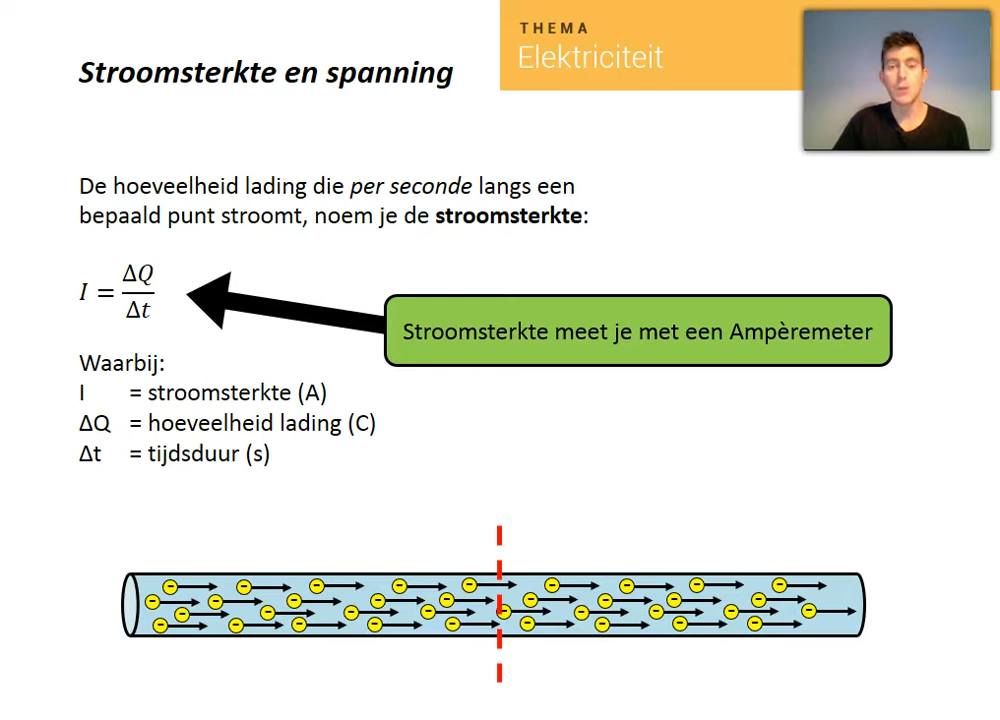 THEMA
Elektriciteit
Stroomsterkte en spanning
De hoeveelheid lading die per seconde langs een
bepaald punt stroomt, noem je de stroomsterkte:
I = ΔQ / Δt
Stroomsterkte meet je met een Ampèremeter
Waarbij:
I = stroomsterkte (A)
ΔQ = hoeveelheid lading (C)
Δt = tijdsduur (s)